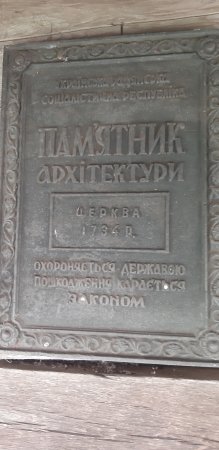 УКРАЇНСЬКА РАДЯНСЬКА
СОЦІАЛІСТИЧНА РЕСПУБЛІКА
ПАМ'ЯТНИК
АРХІТЕКТУРИ
ЦЕРКВА
1734 р.
ОХОРОНЯЄТЬСЯ ДЕРЖАВОЮ
ПОШКОДЖЕННЯ КАРАЄТЬСЯ
ЗАКОНОМ